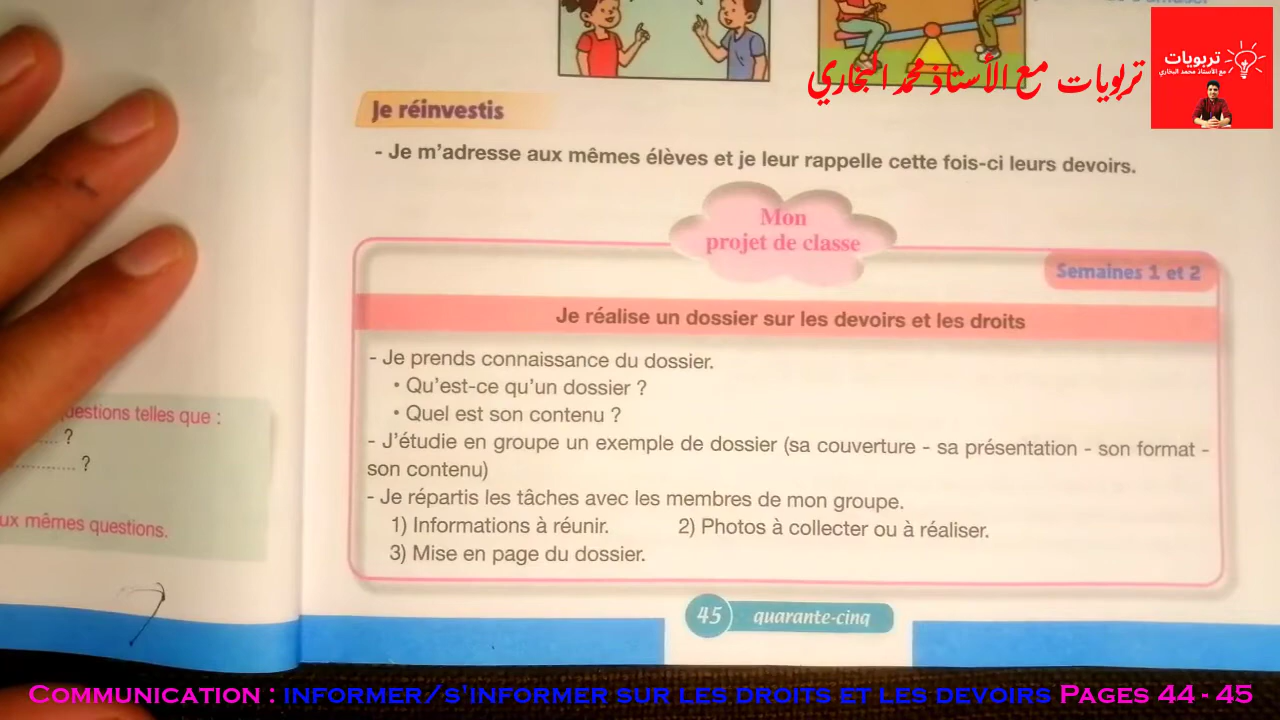 تربويات مع الأستاذ محمد البخاري
تربويات
مع الأستاذ محمد البخاري
Je réinvestis
- Je m'adresse aux mêmes élèves et je leur rappelle cette fois-ci leurs devoirs.
Mon
projet de classe
Semaines 1 et 2
Je réalise un dossier sur les devoirs et les droits
- Je prends connaissance du dossier.
• Qu'est-ce qu'un dossier ?
• Quel est son contenu ?
- J'étudie en groupe un exemple de dossier (sa couverture - sa présentation - son format -
son contenu)
- Je répartis les tâches avec les membres de mon groupe.
1) Informations à réunir. 2) Photos à collecter ou à réaliser.
3) Mise en page du dossier.
telles que :
.... ?
............ ?
mêmes questions.
45 quarante-cinq
Communication : informer/s'informer sur les droits et les devoirs Pages 44 - 45